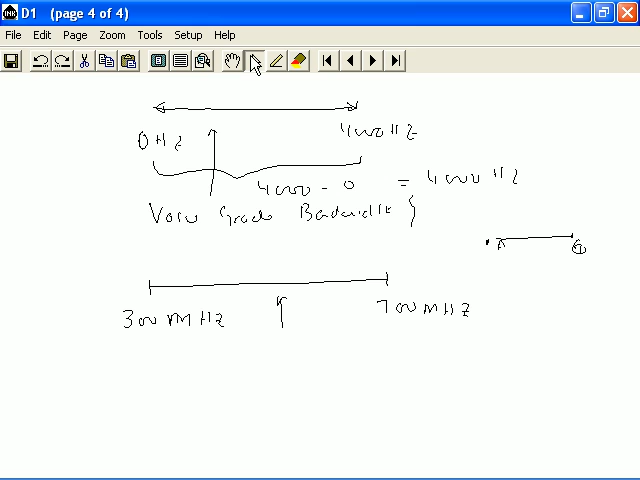 D1 (page 4 of 4)
File Edit Page Zoom Tools Setup Help
0 Hz 4000 Hz
4000 - 0 = 4000 Hz
Voice Grade Bandwidth
A
300 MHz 700 MHz